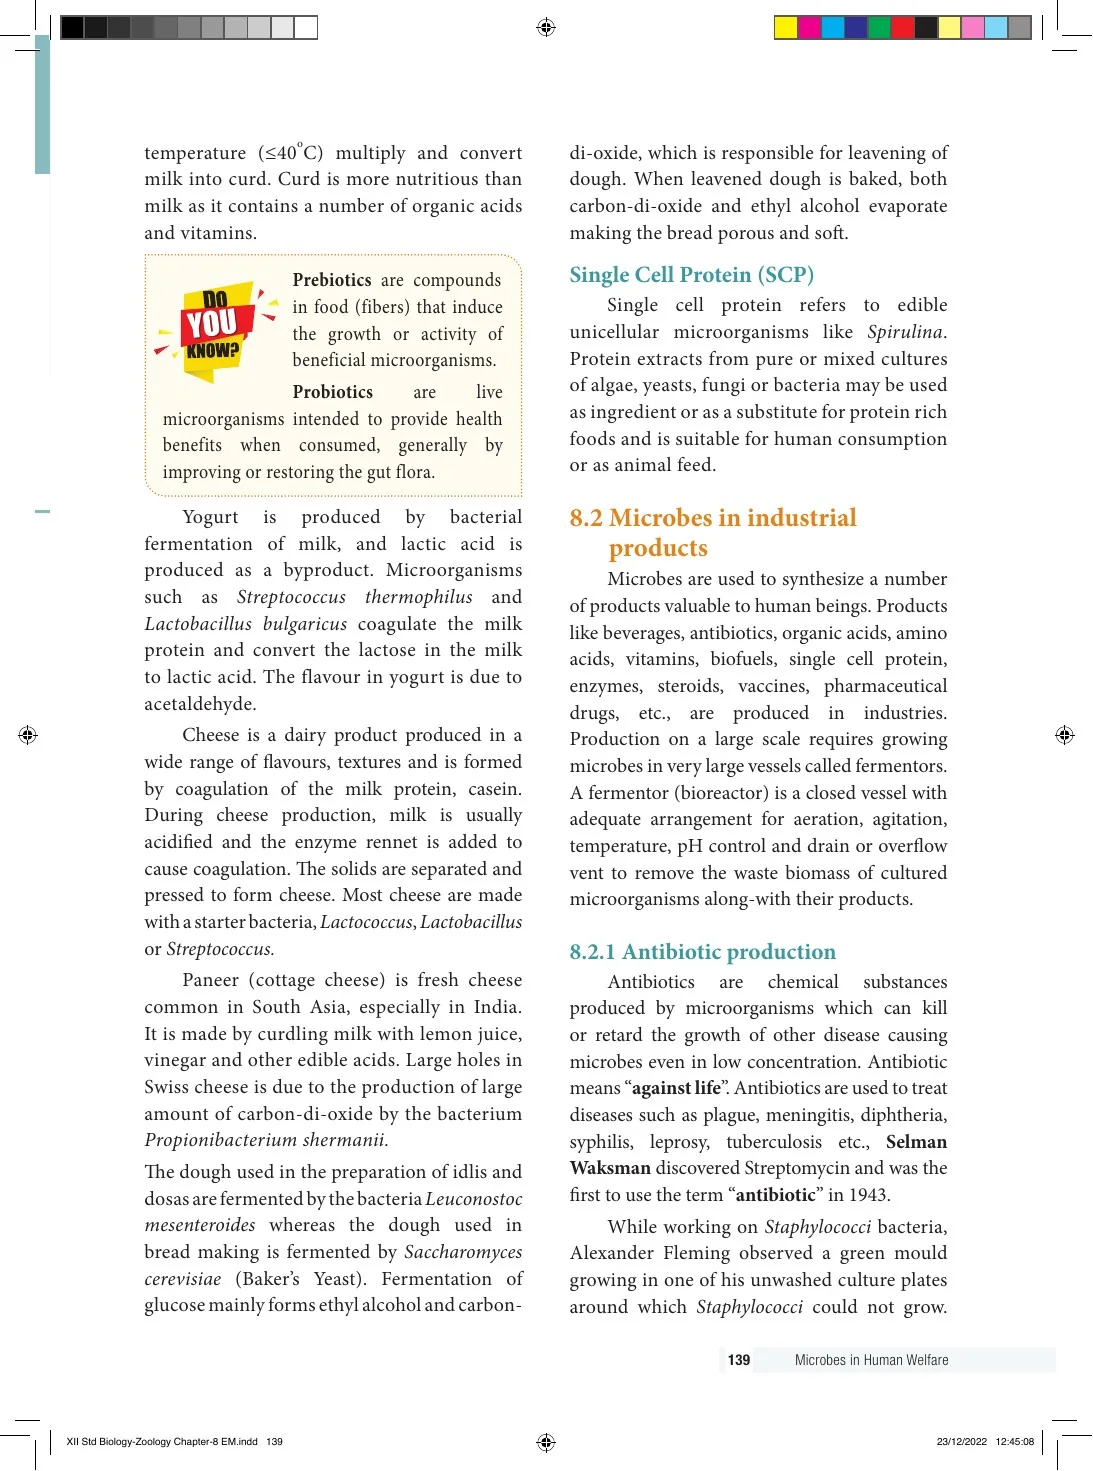 temperature (≤40°C) multiply and convert
milk into curd. Curd is more nutritious than
milk as it contains a number of organic acids
and vitamins.
DO
YOU
KNOW?
Prebiotics are compounds
in food (fibers) that induce
the growth or activity of
beneficial microorganisms.
Probiotics are live
microorganisms intended to provide health
benefits when consumed, generally by
improving or restoring the gut flora.
Yogurt is produced by bacterial
fermentation of milk, and lactic acid is
produced as a byproduct. Microorganisms
such as Streptococcus thermophilus and
Lactobacillus bulgaricus coagulate the milk
protein and convert the lactose in the milk
to lactic acid. The flavour in yogurt is due to
acetaldehyde.
Cheese is a dairy product produced in a
wide range of flavours, textures and is formed
by coagulation of the milk protein, casein.
During cheese production, milk is usually
acidified and the enzyme rennet is added to
cause coagulation. The solids are separated and
pressed to form cheese. Most cheese are made
with a starter bacteria, Lactococcus, Lactobacillus
or Streptococcus.
Paneer (cottage cheese) is fresh cheese
common in South Asia, especially in India.
It is made by curdling milk with lemon juice,
vinegar and other edible acids. Large holes in
Swiss cheese is due to the production of large
amount of carbon-di-oxide by the bacterium
Propionibacterium shermanii.
The dough used in the preparation of idlis and
dosas are fermented by the bacteria Leuconostoc
mesenteroides whereas the dough used in
bread making is fermented by Saccharomyces
cerevisiae (Baker’s Yeast). Fermentation of
glucose mainly forms ethyl alcohol and carbon-
di-oxide, which is responsible for leavening of
dough. When leavened dough is baked, both
carbon-di-oxide and ethyl alcohol evaporate
making the bread porous and soft.
Single Cell Protein (SCP)
Single cell protein refers to edible
unicellular microorganisms like Spirulina.
Protein extracts from pure or mixed cultures
of algae, yeasts, fungi or bacteria may be used
as ingredient or as a substitute for protein rich
foods and is suitable for human consumption
or as animal feed.
8.2 Microbes in industrial
products
Microbes are used to synthesize a number
of products valuable to human beings. Products
like beverages, antibiotics, organic acids, amino
acids, vitamins, biofuels, single cell protein,
enzymes, steroids, vaccines, pharmaceutical
drugs, etc., are produced in industries.
Production on a large scale requires growing
microbes in very large vessels called fermentors.
A fermentor (bioreactor) is a closed vessel with
adequate arrangement for aeration, agitation,
temperature, pH control and drain or overflow
vent to remove the waste biomass of cultured
microorganisms along-with their products.
8.2.1 Antibiotic production
Antibiotics are chemical substances
produced by microorganisms which can kill
or retard the growth of other disease causing
microbes even in low concentration. Antibiotic
means “against life”. Antibiotics are used to treat
diseases such as plague, meningitis, diphtheria,
syphilis, leprosy, tuberculosis etc., Selman
Waksman discovered Streptomycin and was the
first to use the term “antibiotic” in 1943.
While working on Staphylococci bacteria,
Alexander Fleming observed a green mould
growing in one of his unwashed culture plates
around which Staphylococci could not grow.
139 Microbes in Human Welfare
XII Std Biology-Zoology Chapter-8 EM.indd 139
23/12/2022 12:45:08